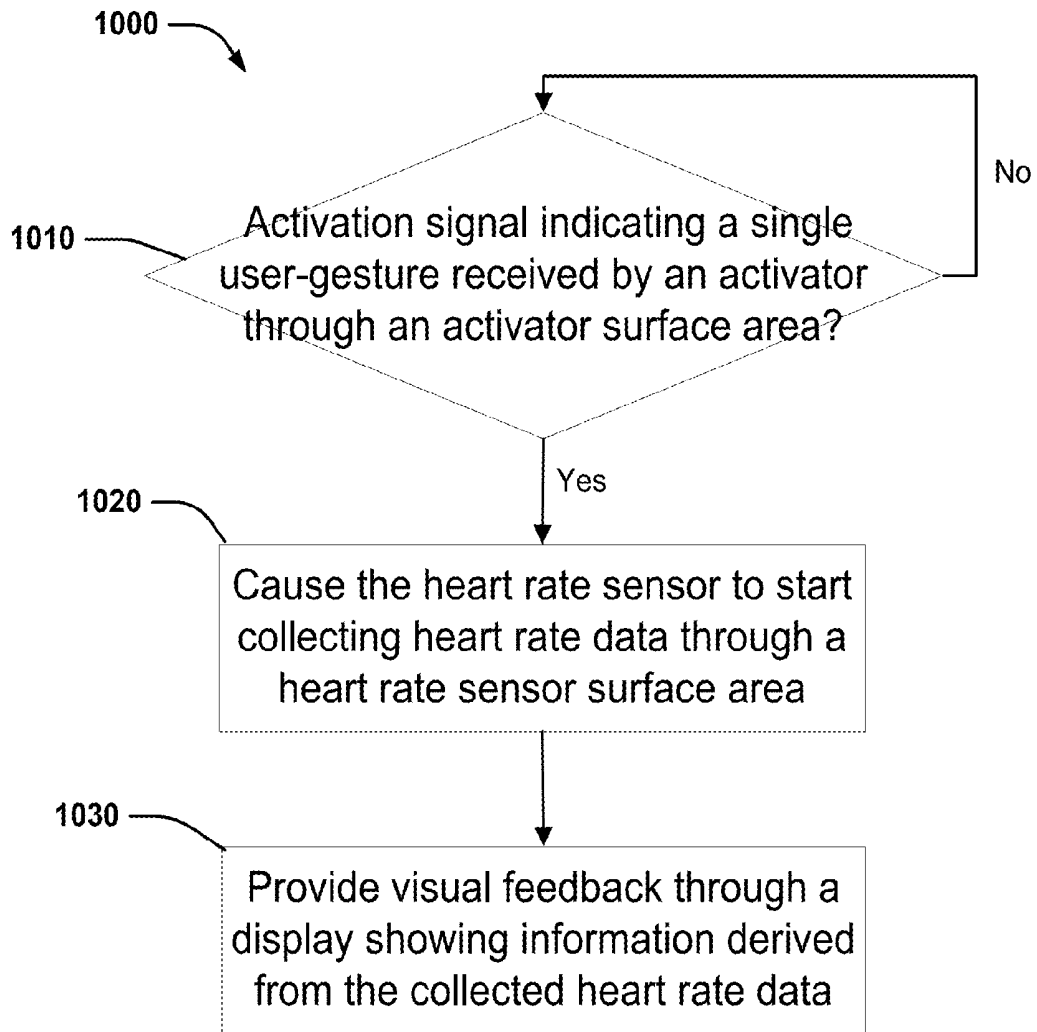 1000
No
1010
Activation signal indicating a single
user-gesture received by an activator
through an activator surface area?
Yes
1020
Cause the heart rate sensor to start
collecting heart rate data through a
heart rate sensor surface area
1030
Provide visual feedback through a
display showing information derived
from the collected heart rate data